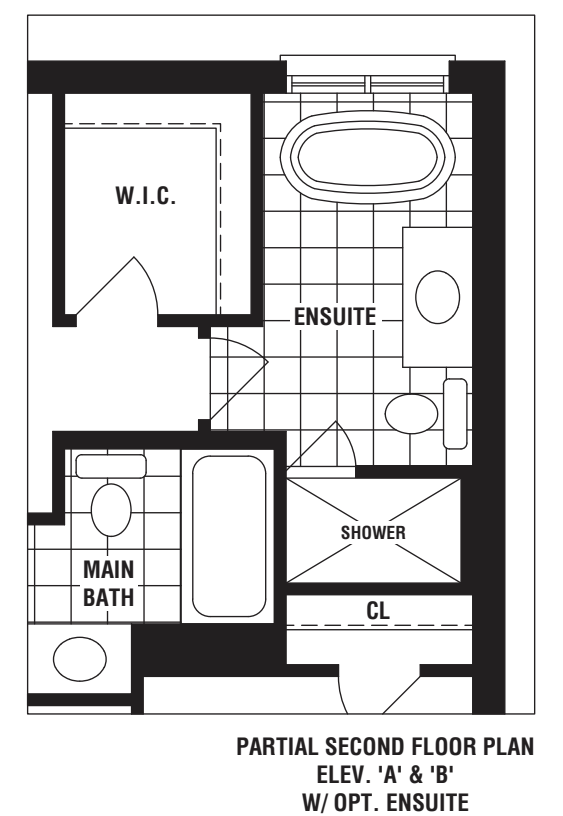 W.I.C.
ENSUITE
SHOWER
MAIN
BATH
CL
PARTIAL SECOND FLOOR PLAN
ELEV. 'A' & 'B'
W/ OPT. ENSUITE